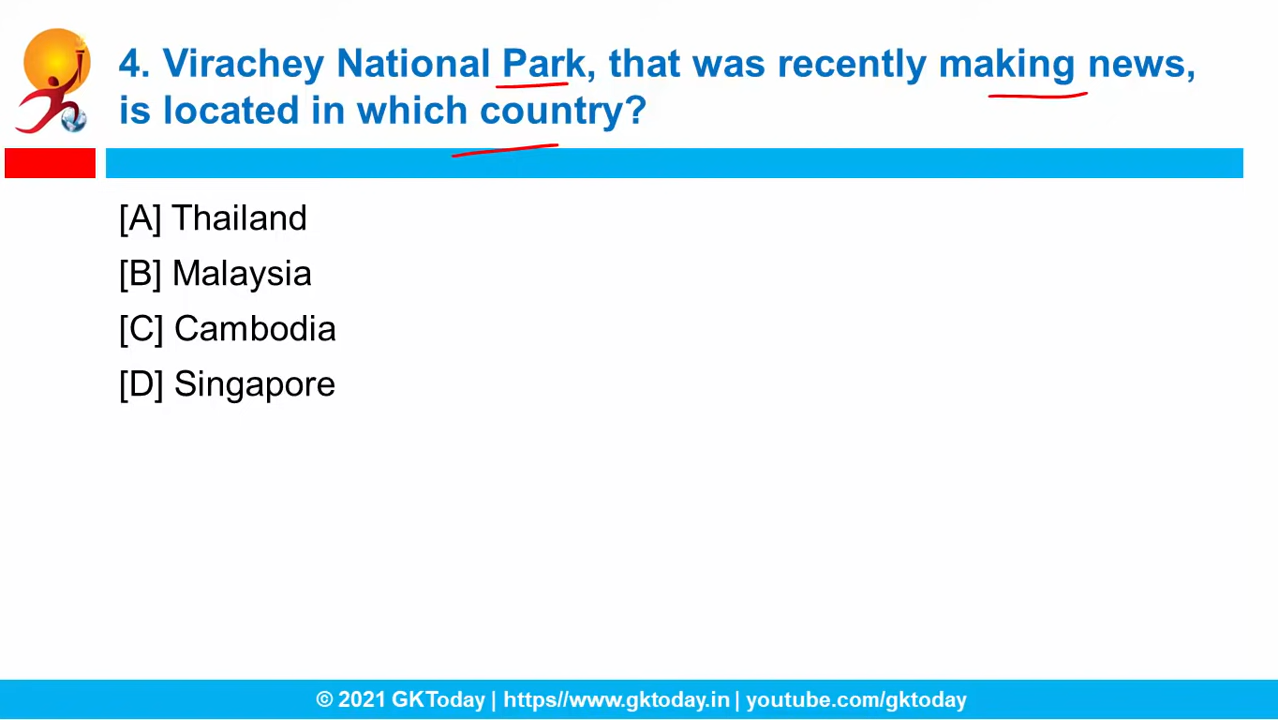 4. Virachey National Park, that was recently making news,
is located in which country?
[A] Thailand
[B] Malaysia
[C] Cambodia
[D] Singapore
© 2021 GKToday | https//www.gktoday.in | youtube.com/gktoday